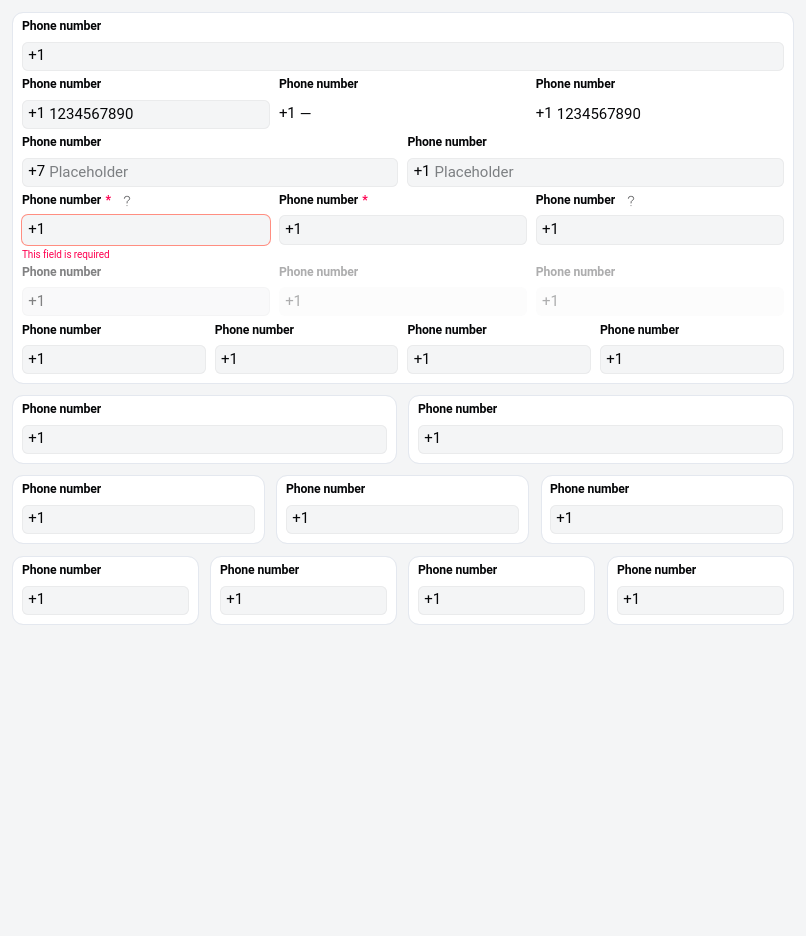 Phone number
+1
Phone number Phone number Phone number
+1 1234567890 +1 — +1 1234567890
Phone number Phone number
+7 Placeholder +1 Placeholder
Phone number * ? Phone number * Phone number ?
+1 +1 +1
This field is required
Phone number Phone number Phone number
+1 +1 +1
Phone number Phone number Phone number Phone number
+1 +1 +1 +1
Phone number Phone number
+1 +1
Phone number Phone number Phone number
+1 +1 +1
Phone number Phone number Phone number Phone number
+1 +1 +1 +1